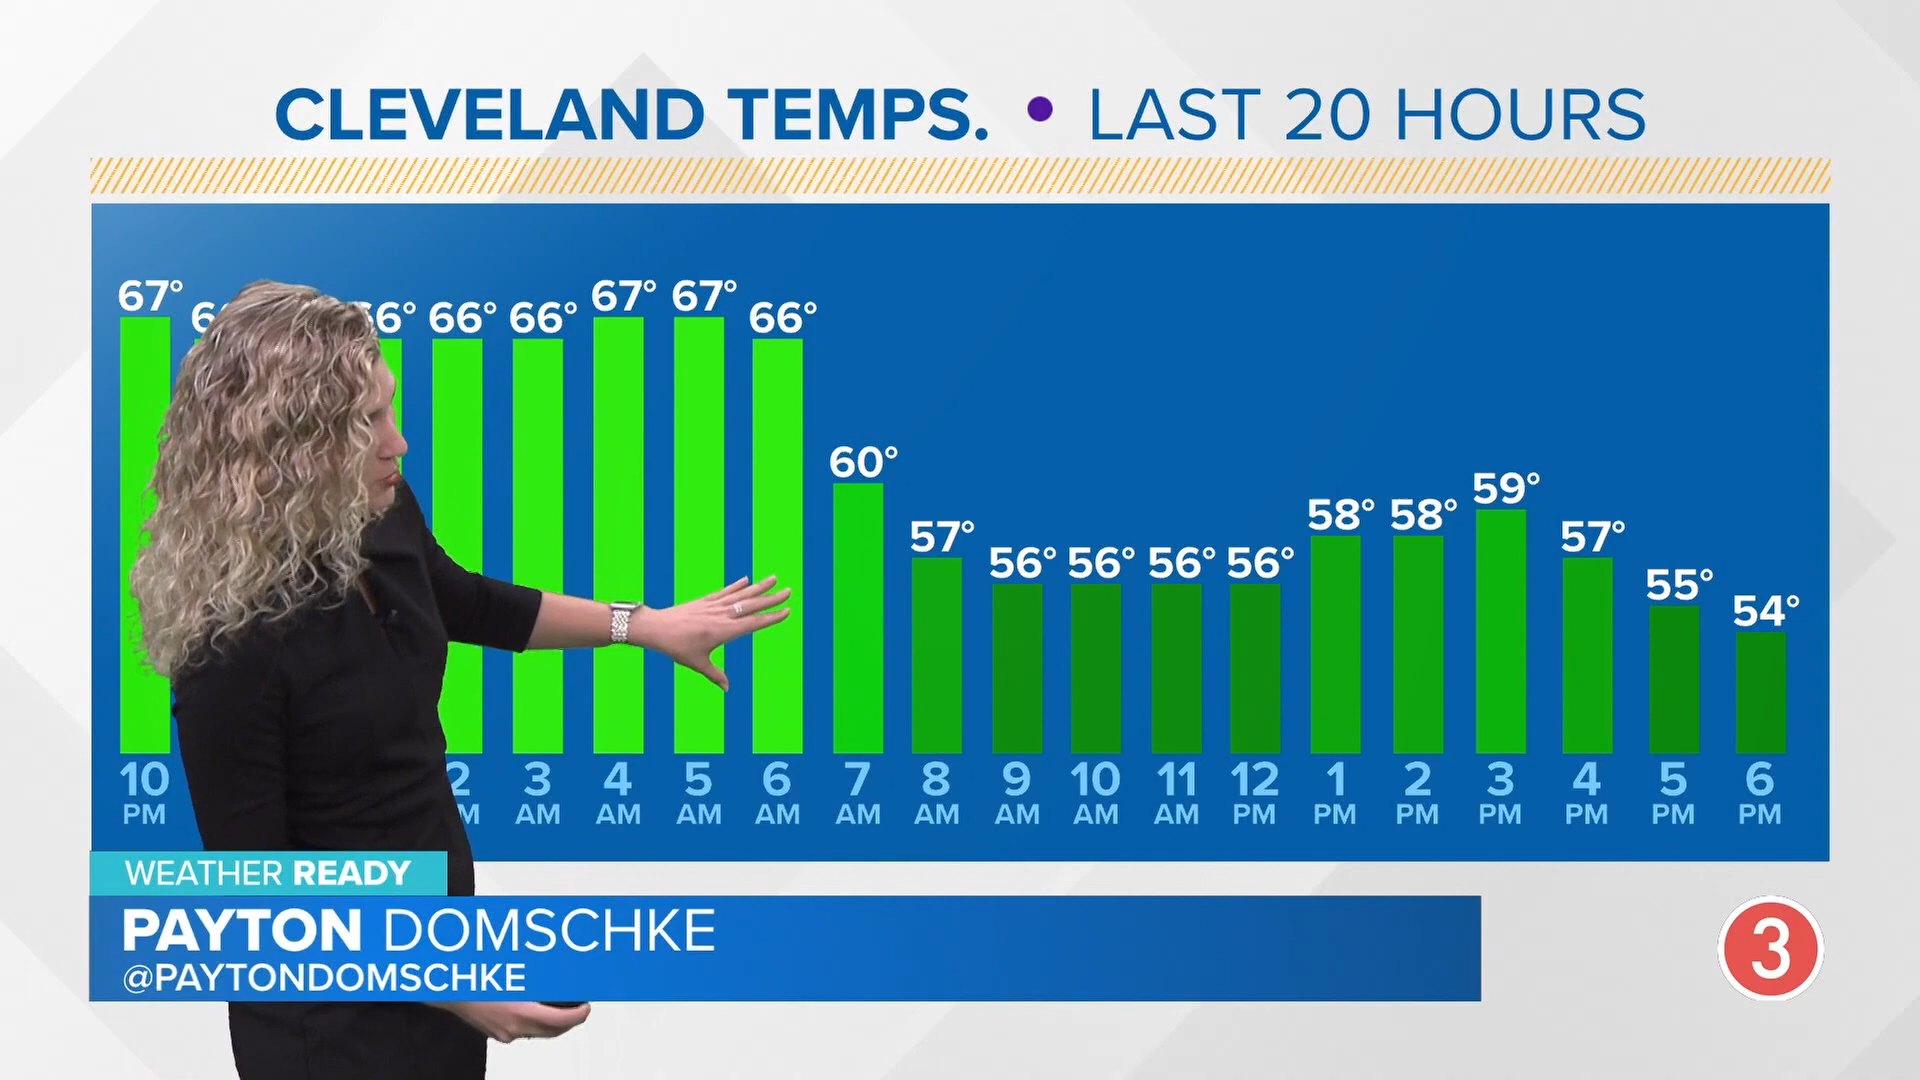 CLEVELAND TEMPS. • LAST 20 HOURS
67° 66° 66° 66° 67° 67° 66° 60° 57° 56° 56° 56° 56° 58° 58° 59° 57° 55° 54°
10 2 3 4 5 6 7 8 9 10 11 12 1 2 3 4 5 6
PM AM AM AM AM AM AM AM AM AM PM PM PM PM PM PM PM
WEATHER READY
PAYTON DOMSCHKE
@PAYTONDOMSCHKE
3